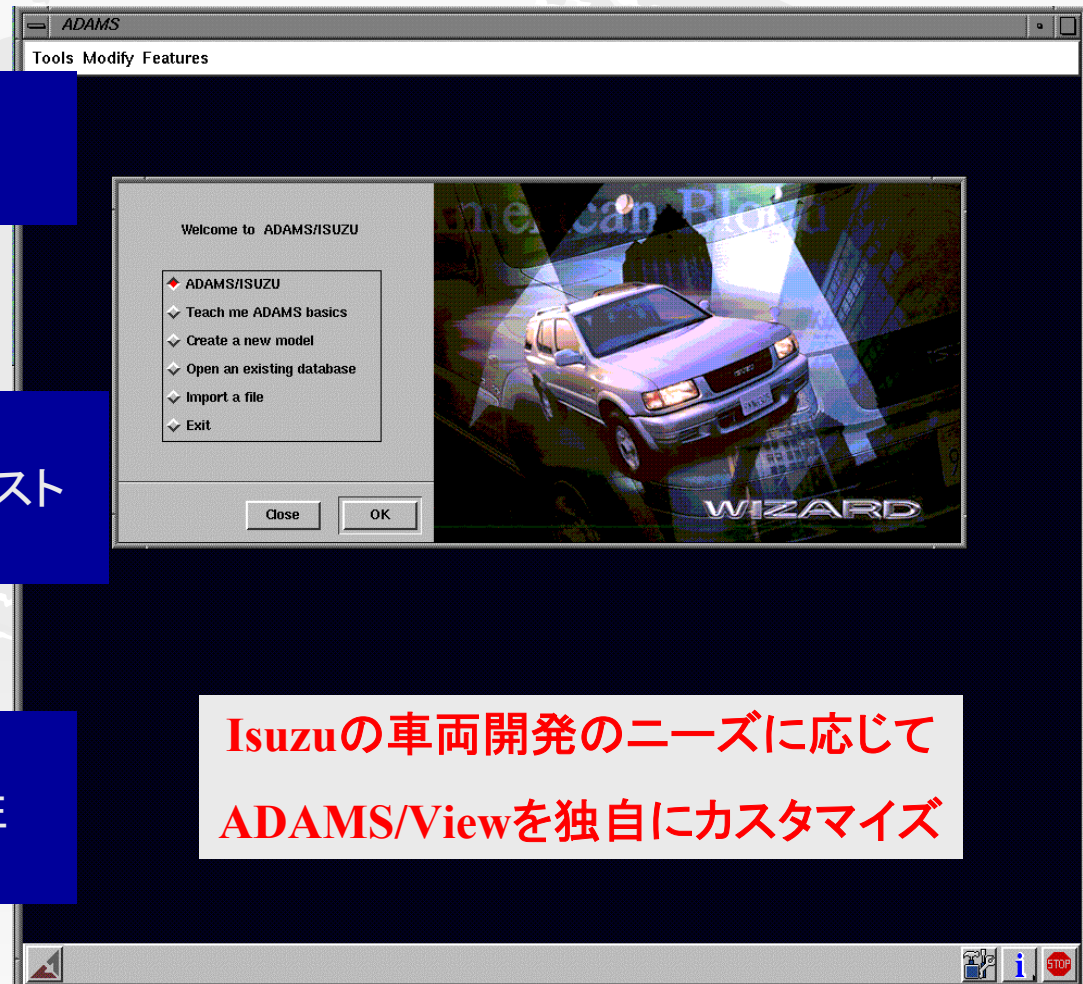 ADAMS
Tools Modify Features
Welcome to ADAMS/ISUZU
ADAMS/ISUZU
Teach me ADAMS basics
Create a new model
Open an existing database
Import a file
Exit
Close OK
merican Blood
WIZARD
スト
Isuzuの車両開発のニーズに応じて
ADAMS/Viewを独自にカスタマイズ
i
STOP